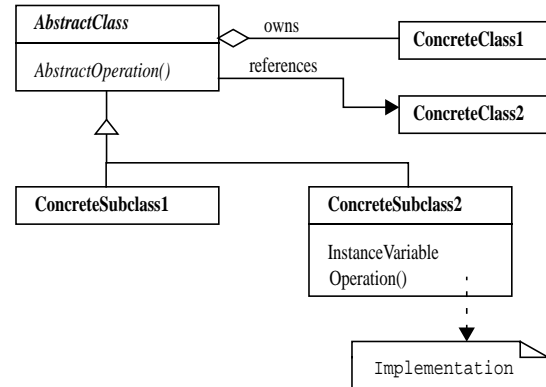 AbstractClass
owns
ConcreteClass1
AbstractOperation()
references
ConcreteClass2
ConcreteSubclass1
ConcreteSubclass2
InstanceVariable
Operation()
Implementation